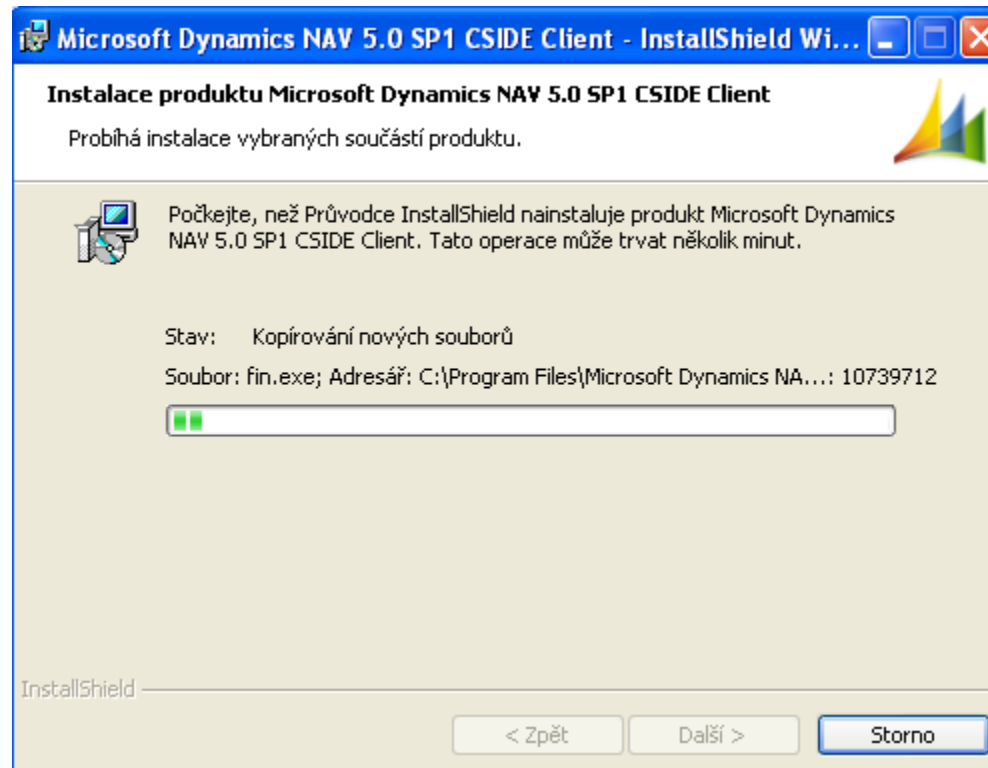 Microsoft Dynamics NAV 5.0 SP1 CSIDE Client - InstallShield Wi...
Instalace produktu Microsoft Dynamics NAV 5.0 SP1 CSIDE Client
Probíhá instalace vybraných součástí produktu.
Počkejte, než Průvodce InstallShield nainstaluje produkt Microsoft Dynamics
NAV 5.0 SP1 CSIDE Client. Tato operace může trvat několik minut.
Stav: Kopírování nových souborů
Soubor: fin.exe; Adresář: C:\Program Files\Microsoft Dynamics NA...: 10739712
InstallShield
< Zpět
Další >
Storno